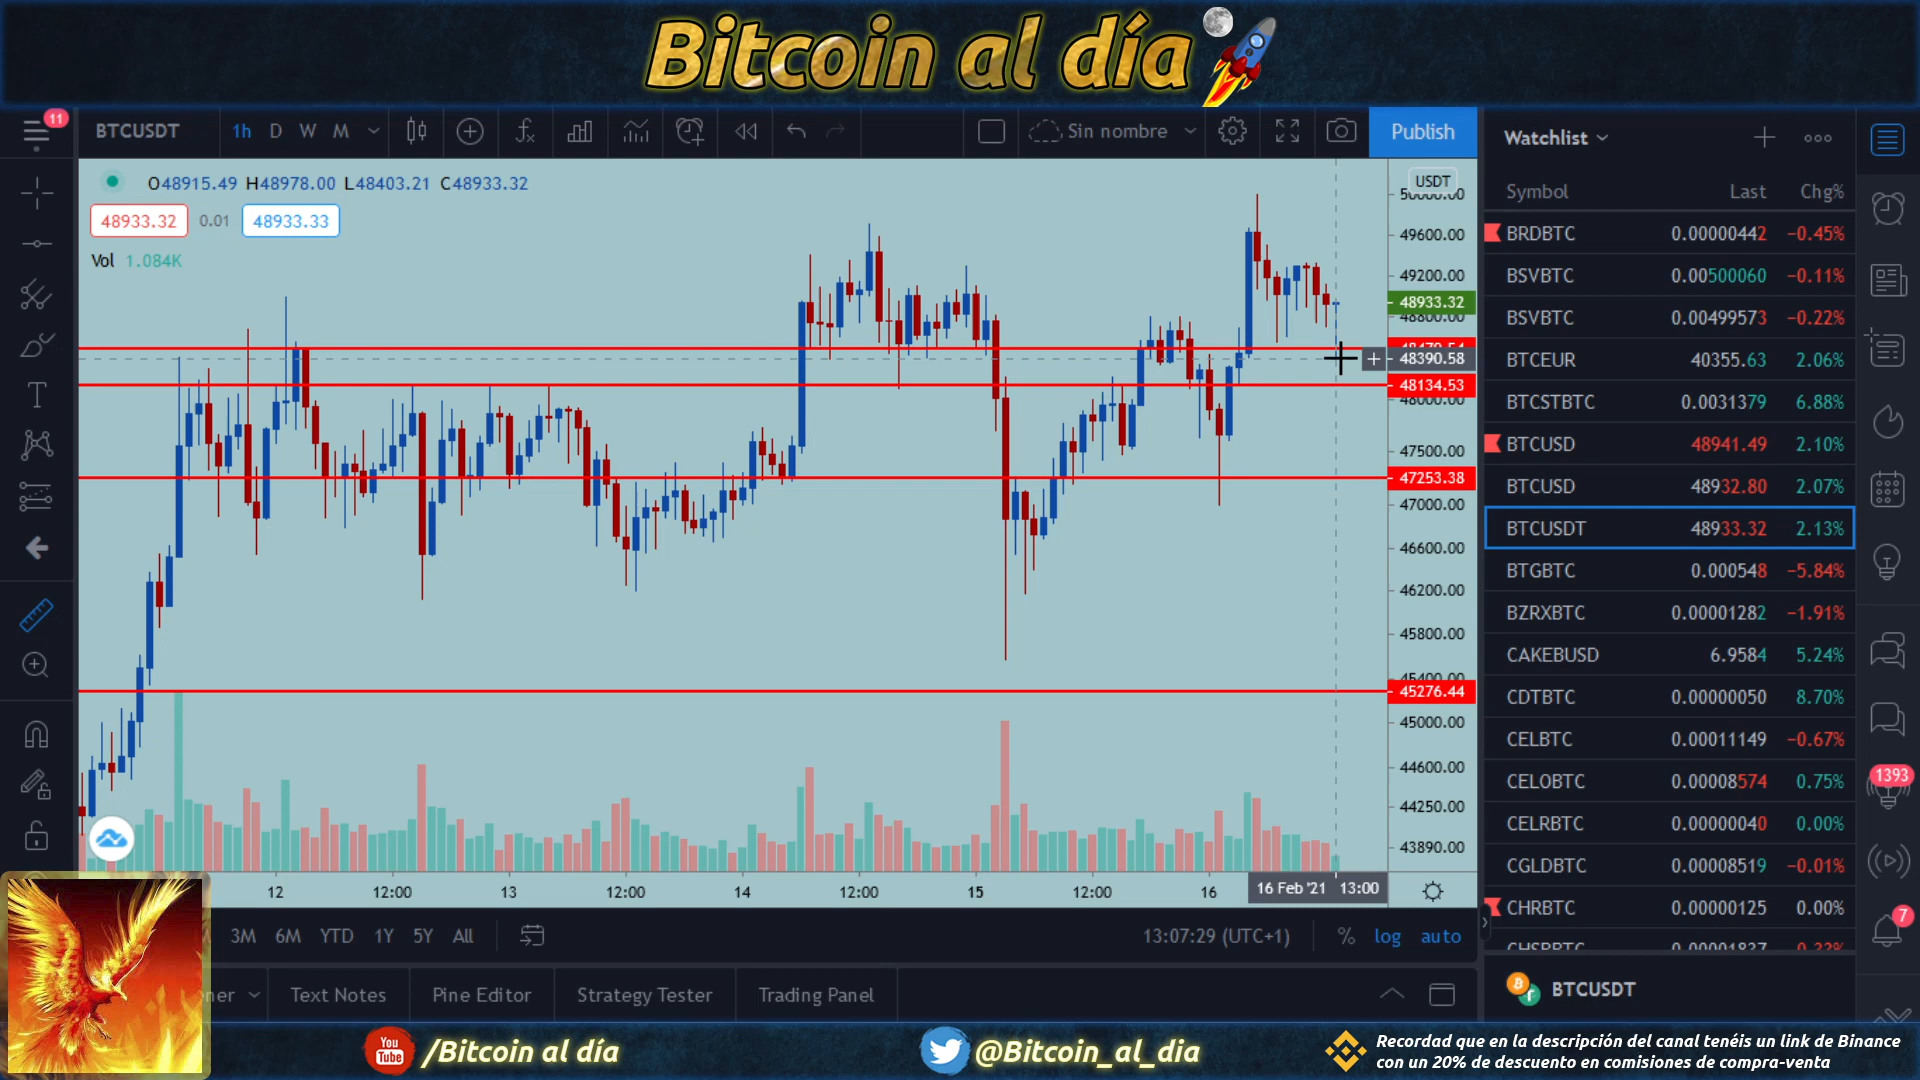 Bitcoin al día
11
BTCUSDT
1h D W M
Sin nombre
Publish
O48915.49 H48978.00 L48403.21 C48933.32
48933.32 0.01 48933.33
Vol 1.084K
USDT
49600.00
49200.00
48933.32
48800.00
48390.58
48134.53
48000.00
47500.00
47253.38
47000.00
46600.00
46200.00
45800.00
45276.44
45000.00
44600.00
44250.00
43890.00
12 12:00 13 12:00 14 12:00 15 12:00 16 16 Feb '21 13:00
3M 6M YTD 1Y 5Y All
13:07:29 (UTC+1) % log auto
Text Notes Pine Editor Strategy Tester Trading Panel
Watchlist
Symbol Last Chg%
BRDBTC 0.00000442 −0.45%
BSVBTC 0.00500060 −0.11%
BSVBTC 0.00499573 −0.22%
BTCEUR 40355.63 2.06%
BTCSTBTC 0.0031379 6.88%
BTCUSD 48941.49 2.10%
BTCUSD 48932.80 2.07%
BTCUSDT 48933.32 2.13%
BTGBTC 0.000548 −5.84%
BZRXBTC 0.00001282 −1.91%
CAKEBUSD 6.9584 5.24%
CDTBTC 0.00000050 8.70%
CELBTC 0.00011149 −0.67%
CELOBTC 0.00008574 0.75%
CELRBTC 0.00000040 0.00%
CGLDBTC 0.00008519 −0.01%
CHRBTC 0.00000125 0.00%
BTCUSDT
1393
7
You Tube /Bitcoin al día
@Bitcoin_al_dia
Recordad que en la descripción del canal tenéis un link de Binance
con un 20% de descuento en comisiones de compra-venta